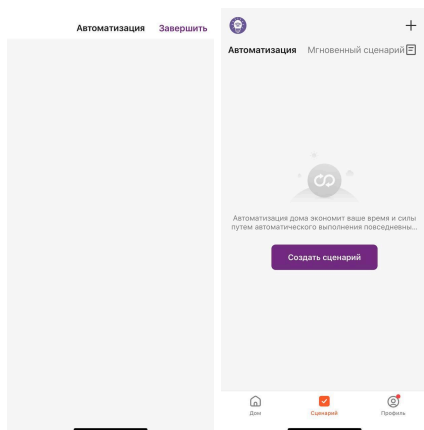 Автоматизация Завершить
Автоматизация Мгновенный сценарий
Автоматизация дома экономит ваше время и силы
путем автоматического выполнения повседневны...
Создать сценарий
Дом Сценарий Профиль